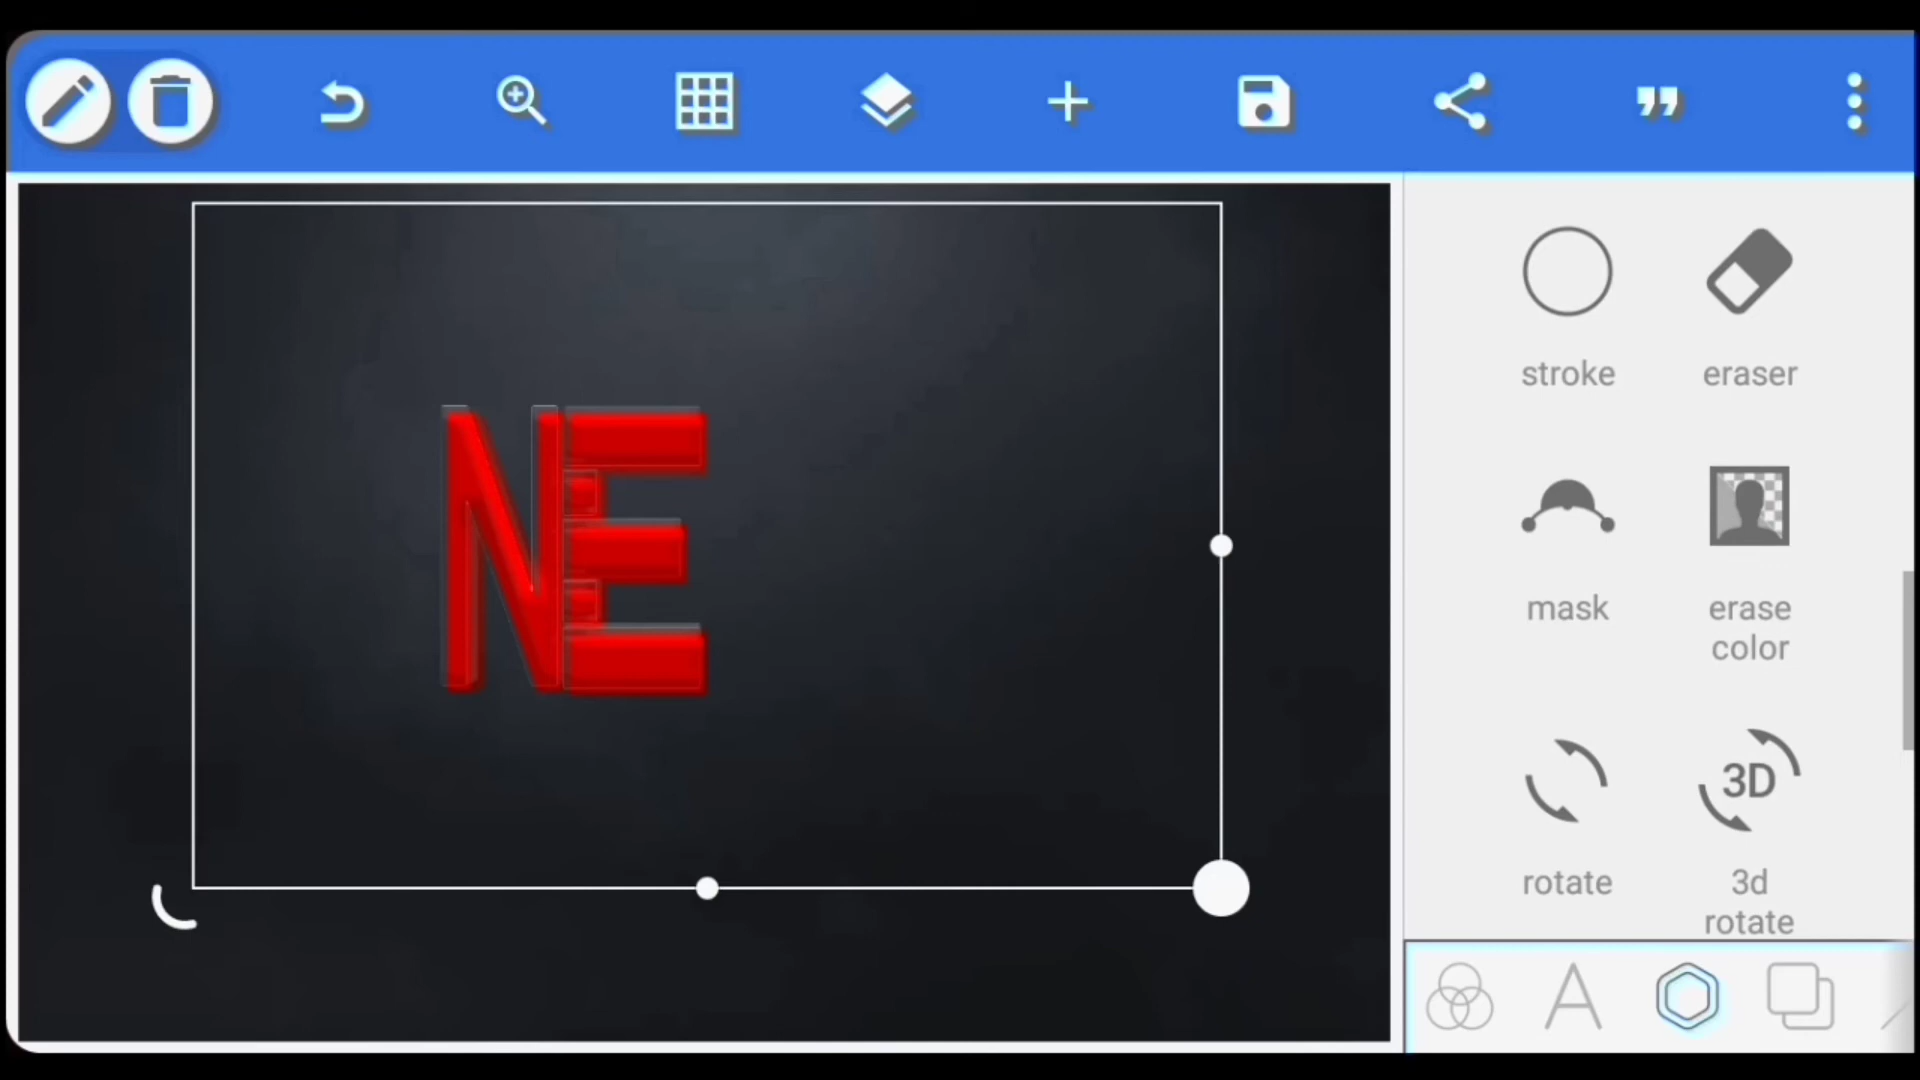 NE
stroke
eraser
mask
erase
color
3D
rotate
3d
rotate
A